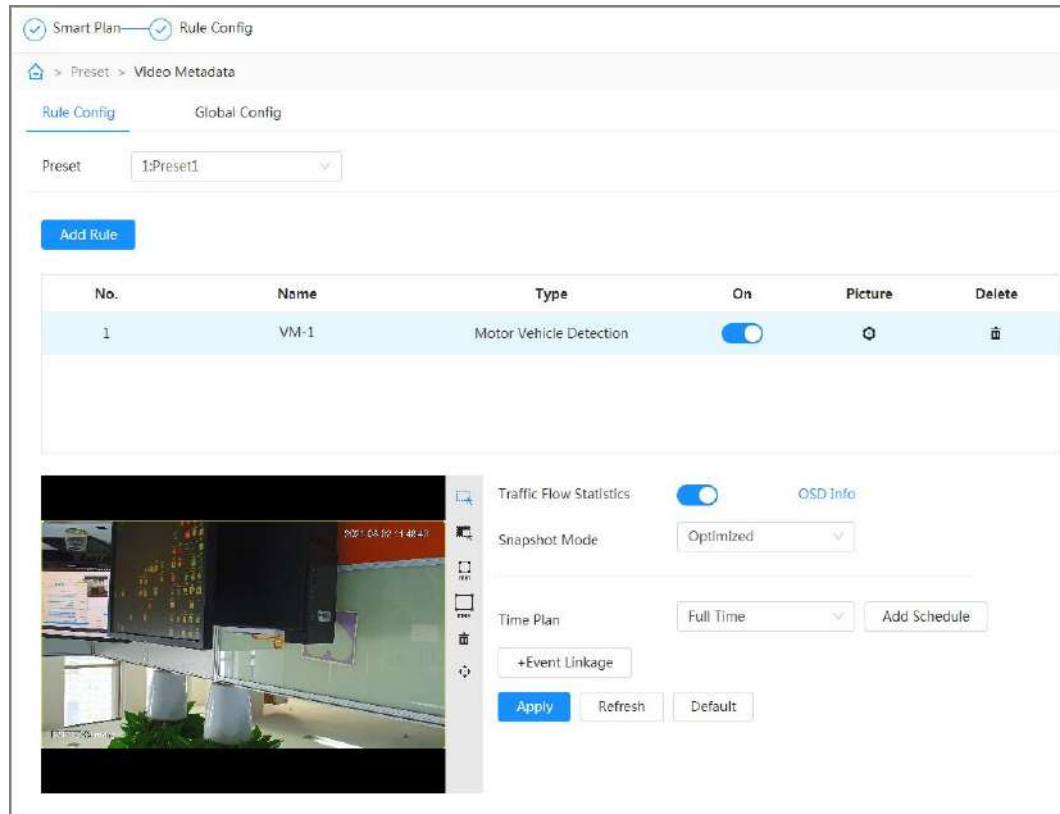 Smart Plan Rule Config
> Preset > Video Metadata
Rule Config Global Config
Preset 1:Preset1
Add Rule
No. Name Type On Picture Delete
1 VM-1 Motor Vehicle Detection
Traffic Flow Statistics OSD Info
Snapshot Mode Optimized
Time Plan Full Time Add Schedule
+Event Linkage
Apply Refresh Default